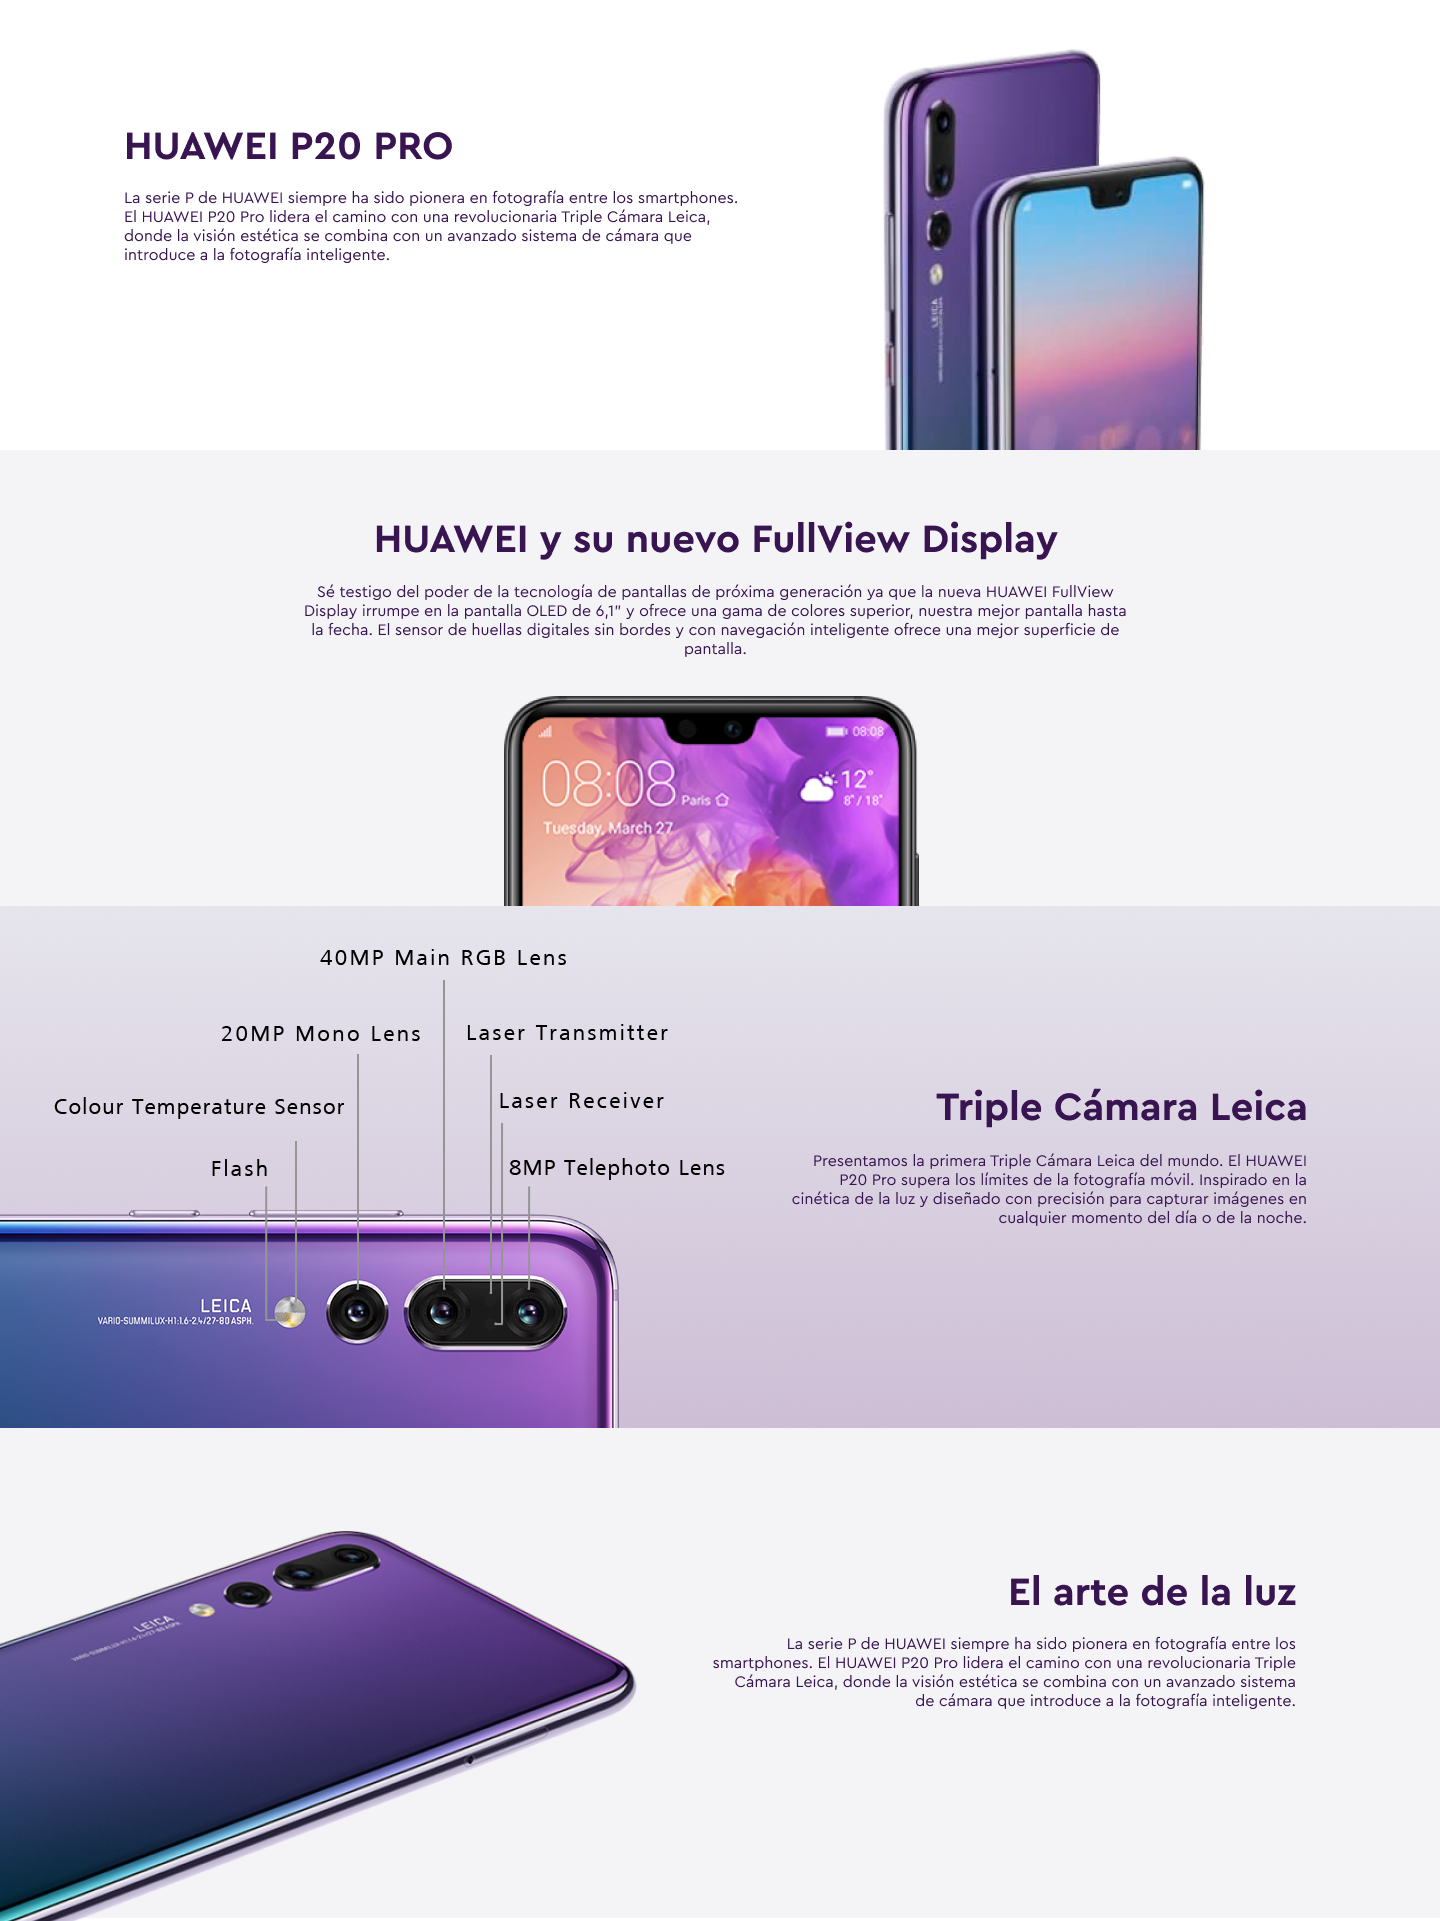 HUAWEI P20 PRO
La serie P de HUAWEI siempre ha sido pionera en fotografía entre los smartphones.
El HUAWEI P20 Pro lidera el camino con una revolucionaria Triple Cámara Leica,
donde la visión estética se combina con un avanzado sistema de cámara que
introduce a la fotografía inteligente.
LEICA
HUAWEI y su nuevo FullView Display
Sé testigo del poder de la tecnología de pantallas de próxima generación ya que la nueva HUAWEI FullView
Display irrumpe en la pantalla OLED de 6,1" y ofrece una gama de colores superior, nuestra mejor pantalla hasta
la fecha. El sensor de huellas digitales sin bordes y con navegación inteligente ofrece una mejor superficie de
pantalla.
08:08
08:08 Paris
12°
8°/18°
Tuesday, March 27
40MP Main RGB Lens
20MP Mono Lens
Laser Transmitter
Colour Temperature Sensor
Laser Receiver
Flash
8MP Telephoto Lens
LEICA
VARIO-SUMMILUX-H1:1.6-2.4/27-80 ASPH.
Triple Cámara Leica
Presentamos la primera Triple Cámara Leica del mundo. El HUAWEI
P20 Pro supera los límites de la fotografía móvil. Inspirado en la
cinética de la luz y diseñado con precisión para capturar imágenes en
cualquier momento del día o de la noche.
LEICA
VARIO-SUMMILUX-H1:1.6-2.4/27-80 ASPH.
El arte de la luz
La serie P de HUAWEI siempre ha sido pionera en fotografía entre los
smartphones. El HUAWEI P20 Pro lidera el camino con una revolucionaria Triple
Cámara Leica, donde la visión estética se combina con un avanzado sistema
de cámara que introduce a la fotografía inteligente.